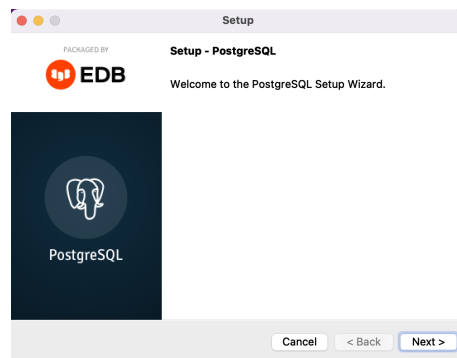 Setup
PACKAGED BY
EDB
Setup - PostgreSQL
Welcome to the PostgreSQL Setup Wizard.
PostgreSQL
Cancel
< Back
Next >